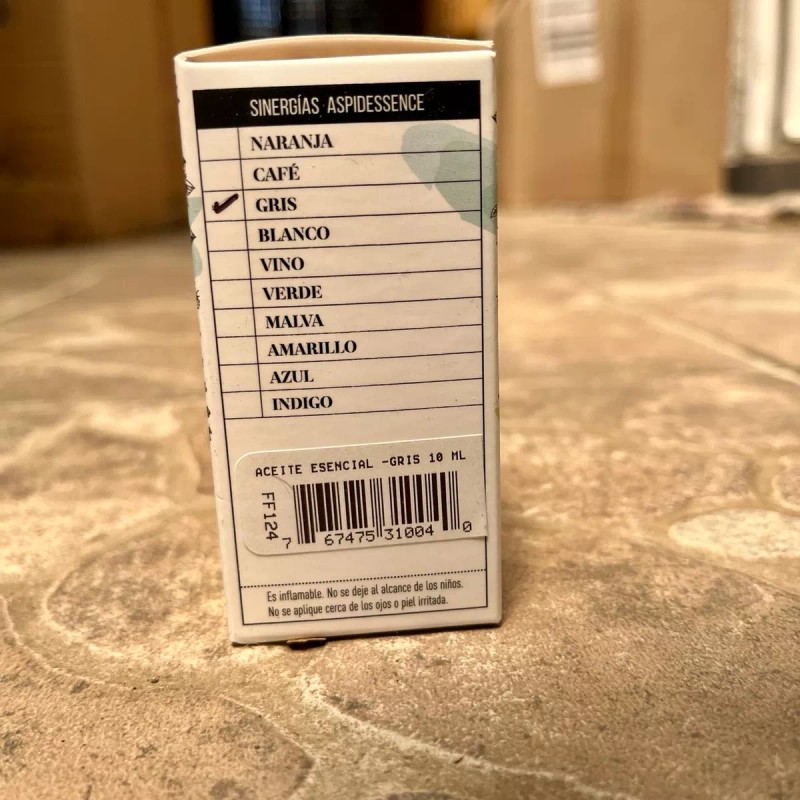 SINERGÍAS ASPIDESSENCE
NARANJA
CAFÉ
GRIS
BLANCO
VINO
VERDE
MALVA
AMARILLO
AZUL
INDIGO
ACEITE ESENCIAL -GRIS 10 ML
FF124
7 67475 31004 0
Es inflamable. No se deje al alcance de los niños.
No se aplique cerca de los ojos o piel irritada.